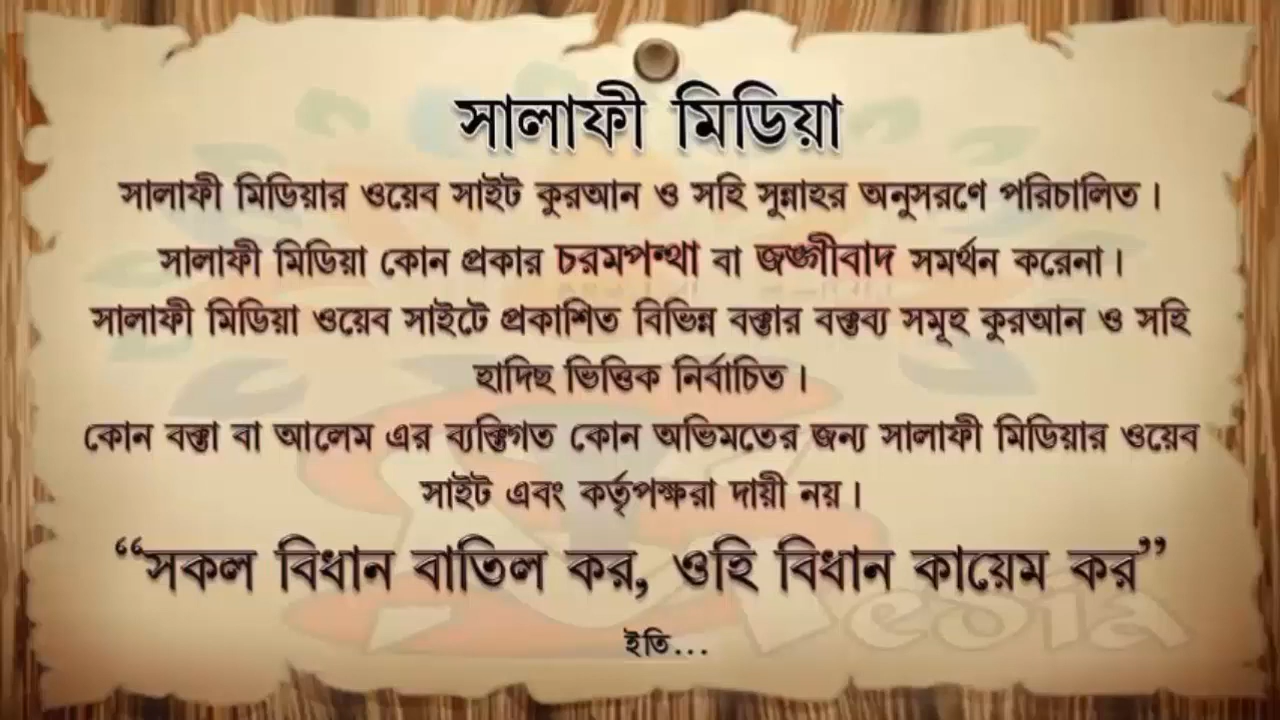 সালাফী মিডিয়া
সালাফী মিডিয়ার ওয়েব সাইট কুরআন ও সহি সুন্নাহর অনুসরণে পরিচালিত।
সালাফী মিডিয়া কোন প্রকার চরমপন্থা বা জঙ্গীবাদ সমর্থন করেনা।
সালাফী মিডিয়া ওয়েব সাইটে প্রকাশিত বিভিন্ন বক্তার বক্তব্য সমূহ কুরআন ও সহি
হাদিছ ভিত্তিক নির্বাচিত।
কোন বক্তা বা আলেম এর ব্যক্তিগত কোন অভিমতের জন্য সালাফী মিডিয়ার ওয়েব
সাইট এবং কর্তৃপক্ষরা দায়ী নয়।
“সকল বিধান বাতিল কর, ওহি বিধান কায়েম কর”
ইতি...